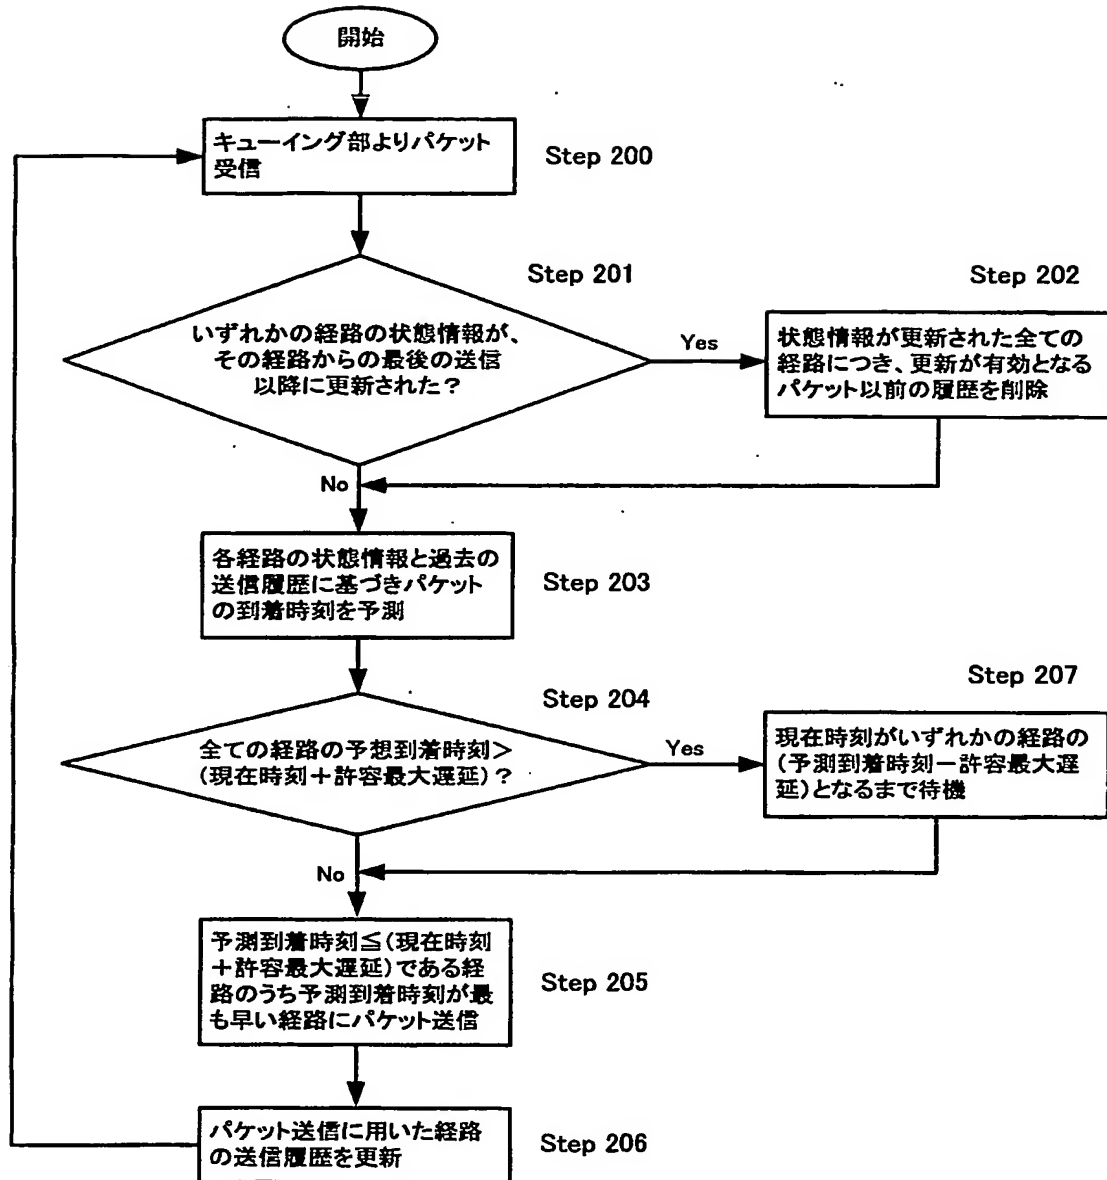 開始
キューイング部よりパケット
受信
Step 200
Step 201
いずれかの経路の状態情報が、
その経路からの最後の送信
以降に更新された？
Yes
Step 202
状態情報が更新された全ての
経路につき、更新が有効となる
パケット以前の履歴を削除
No
各経路の状態情報と過去の
送信履歴に基づきパケット
の到着時刻を予測
Step 203
Step 204
全ての経路の予想到着時刻＞
（現在時刻＋許容最大遅延）？
Yes
Step 207
現在時刻がいずれかの経路の
（予測到着時刻－許容最大遅
延）となるまで待機
No
予測到着時刻≦（現在時刻
＋許容最大遅延）である経
路のうち予測到着時刻が最
も早い経路にパケット送信
Step 205
パケット送信に用いた経路
の送信履歴を更新
Step 206